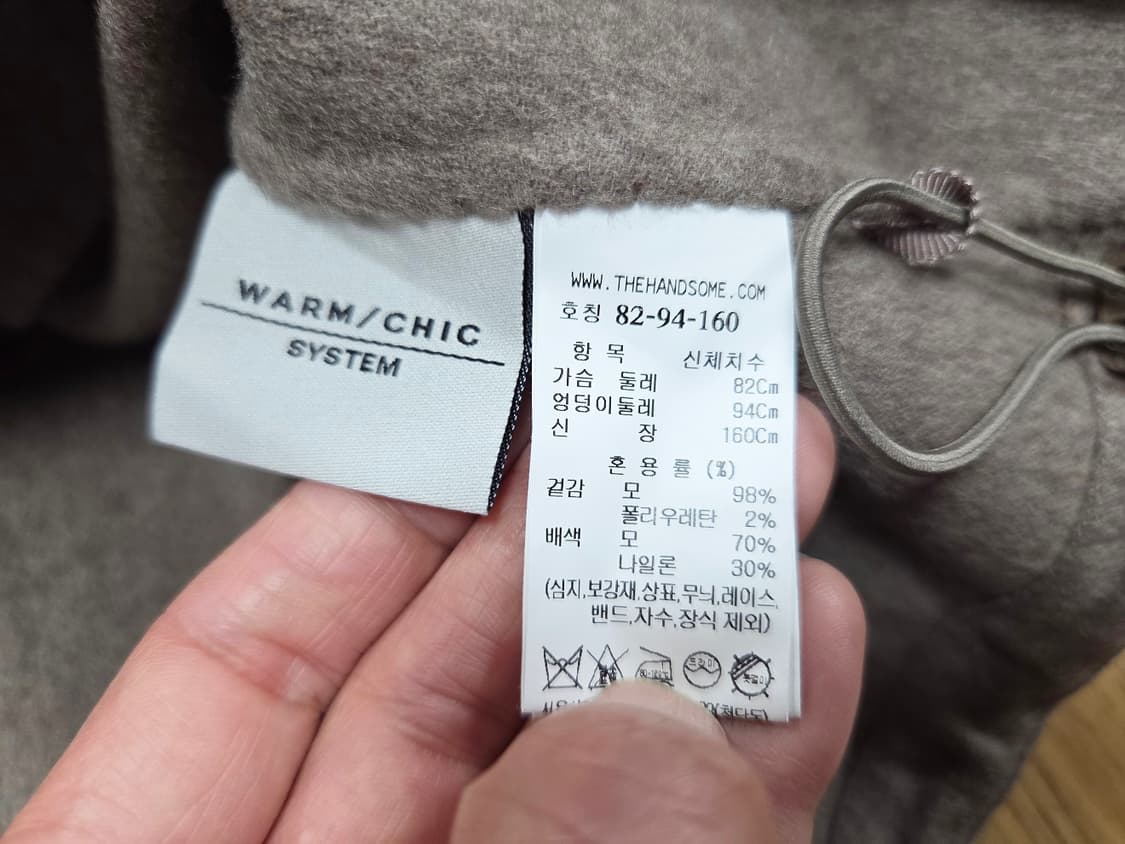 WARM/CHIC
SYSTEM
WWW.THEHANDSOME.COM
호칭 82-94-160
항 목 신체치수
가슴 둘레 82Cm
엉덩이둘레 94Cm
신 장 160Cm
혼 용 률 (%)
겉감 모 98%
폴리우레탄 2%
배색 모 70%
나일론 30%
(심지,보강재,상표,무늬,레이스,
밴드,자수,장식 제외)
드라이